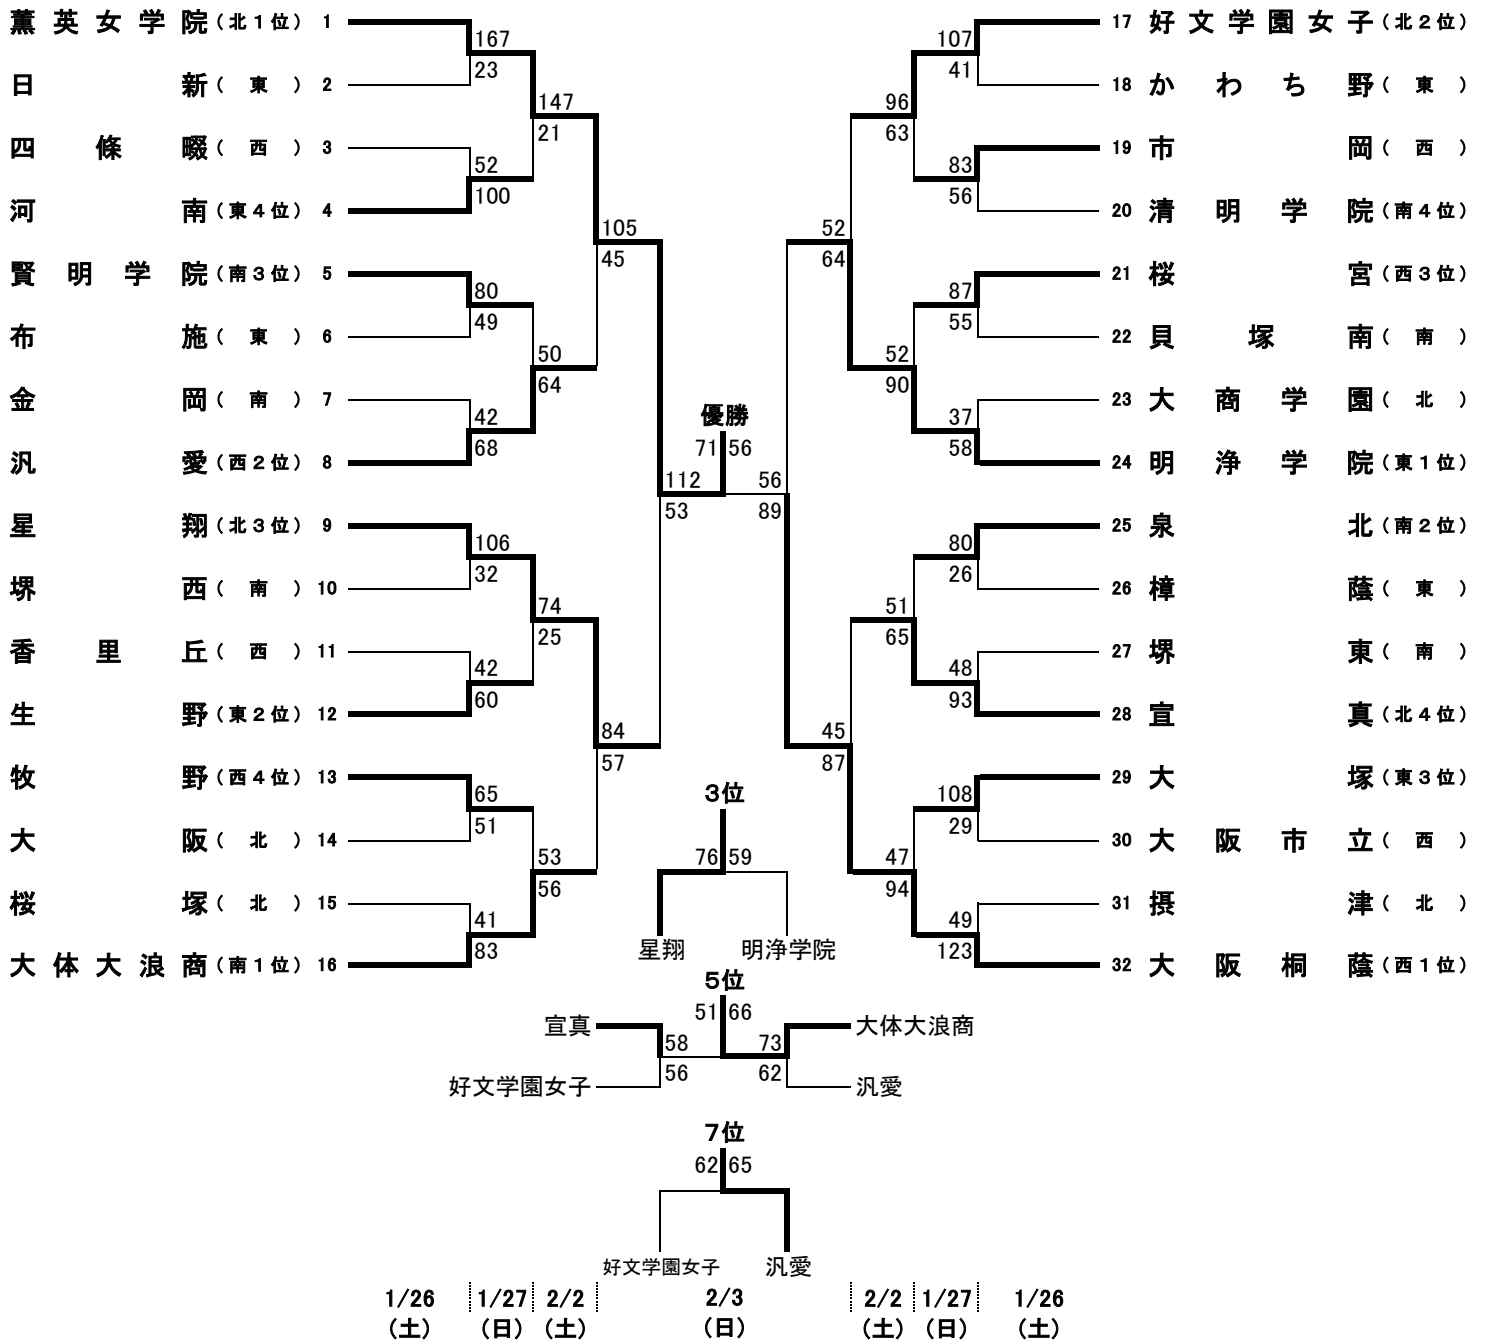 薫英女学院(北1位) 1
167
23
日新(東) 2
147
21
四條畷(西) 3
52
100
河南(東4位) 4
105
45
賢明学院(南3位) 5
80
49
布施(東) 6
50
64
金岡(南) 7
42
68
汎愛(西2位) 8
112
53
星翔(北3位) 9
106
32
堺西(南) 10
74
25
香里丘(西) 11
42
60
生野(東2位) 12
84
57
牧野(西4位) 13
65
51
大阪(北) 14
53
56
桜塚(北) 15
41
83
大体大浪商(南1位) 16
17 好文学園女子(北2位)
107
41
18 かわち野(東)
96
63
19 市岡(西)
83
56
20 清明学院(南4位)
52
64
21 桜宮(西3位)
87
55
22 貝塚南(南)
52
90
23 大商学園(北)
37
58
24 明浄学院(東1位)
56
89
25 泉北(南2位)
80
26
26 樟蔭(東)
51
65
27 堺東(南)
48
93
28 宣真(北4位)
45
87
29 大塚(東3位)
108
29
30 大阪市立(西)
47
94
31 摂津(北)
49
123
32 大阪桐蔭(西1位)
優勝
71 56
3位
76 59
星翔 明浄学院
5位
51 66
宣真 大体大浪商
58 73
56 62
好文学園女子 汎愛
7位
62 65
好文学園女子 汎愛
1/26 1/27 2/2 2/3 2/2 1/27 1/26
(土) (日) (土) (日) (土) (日) (土)